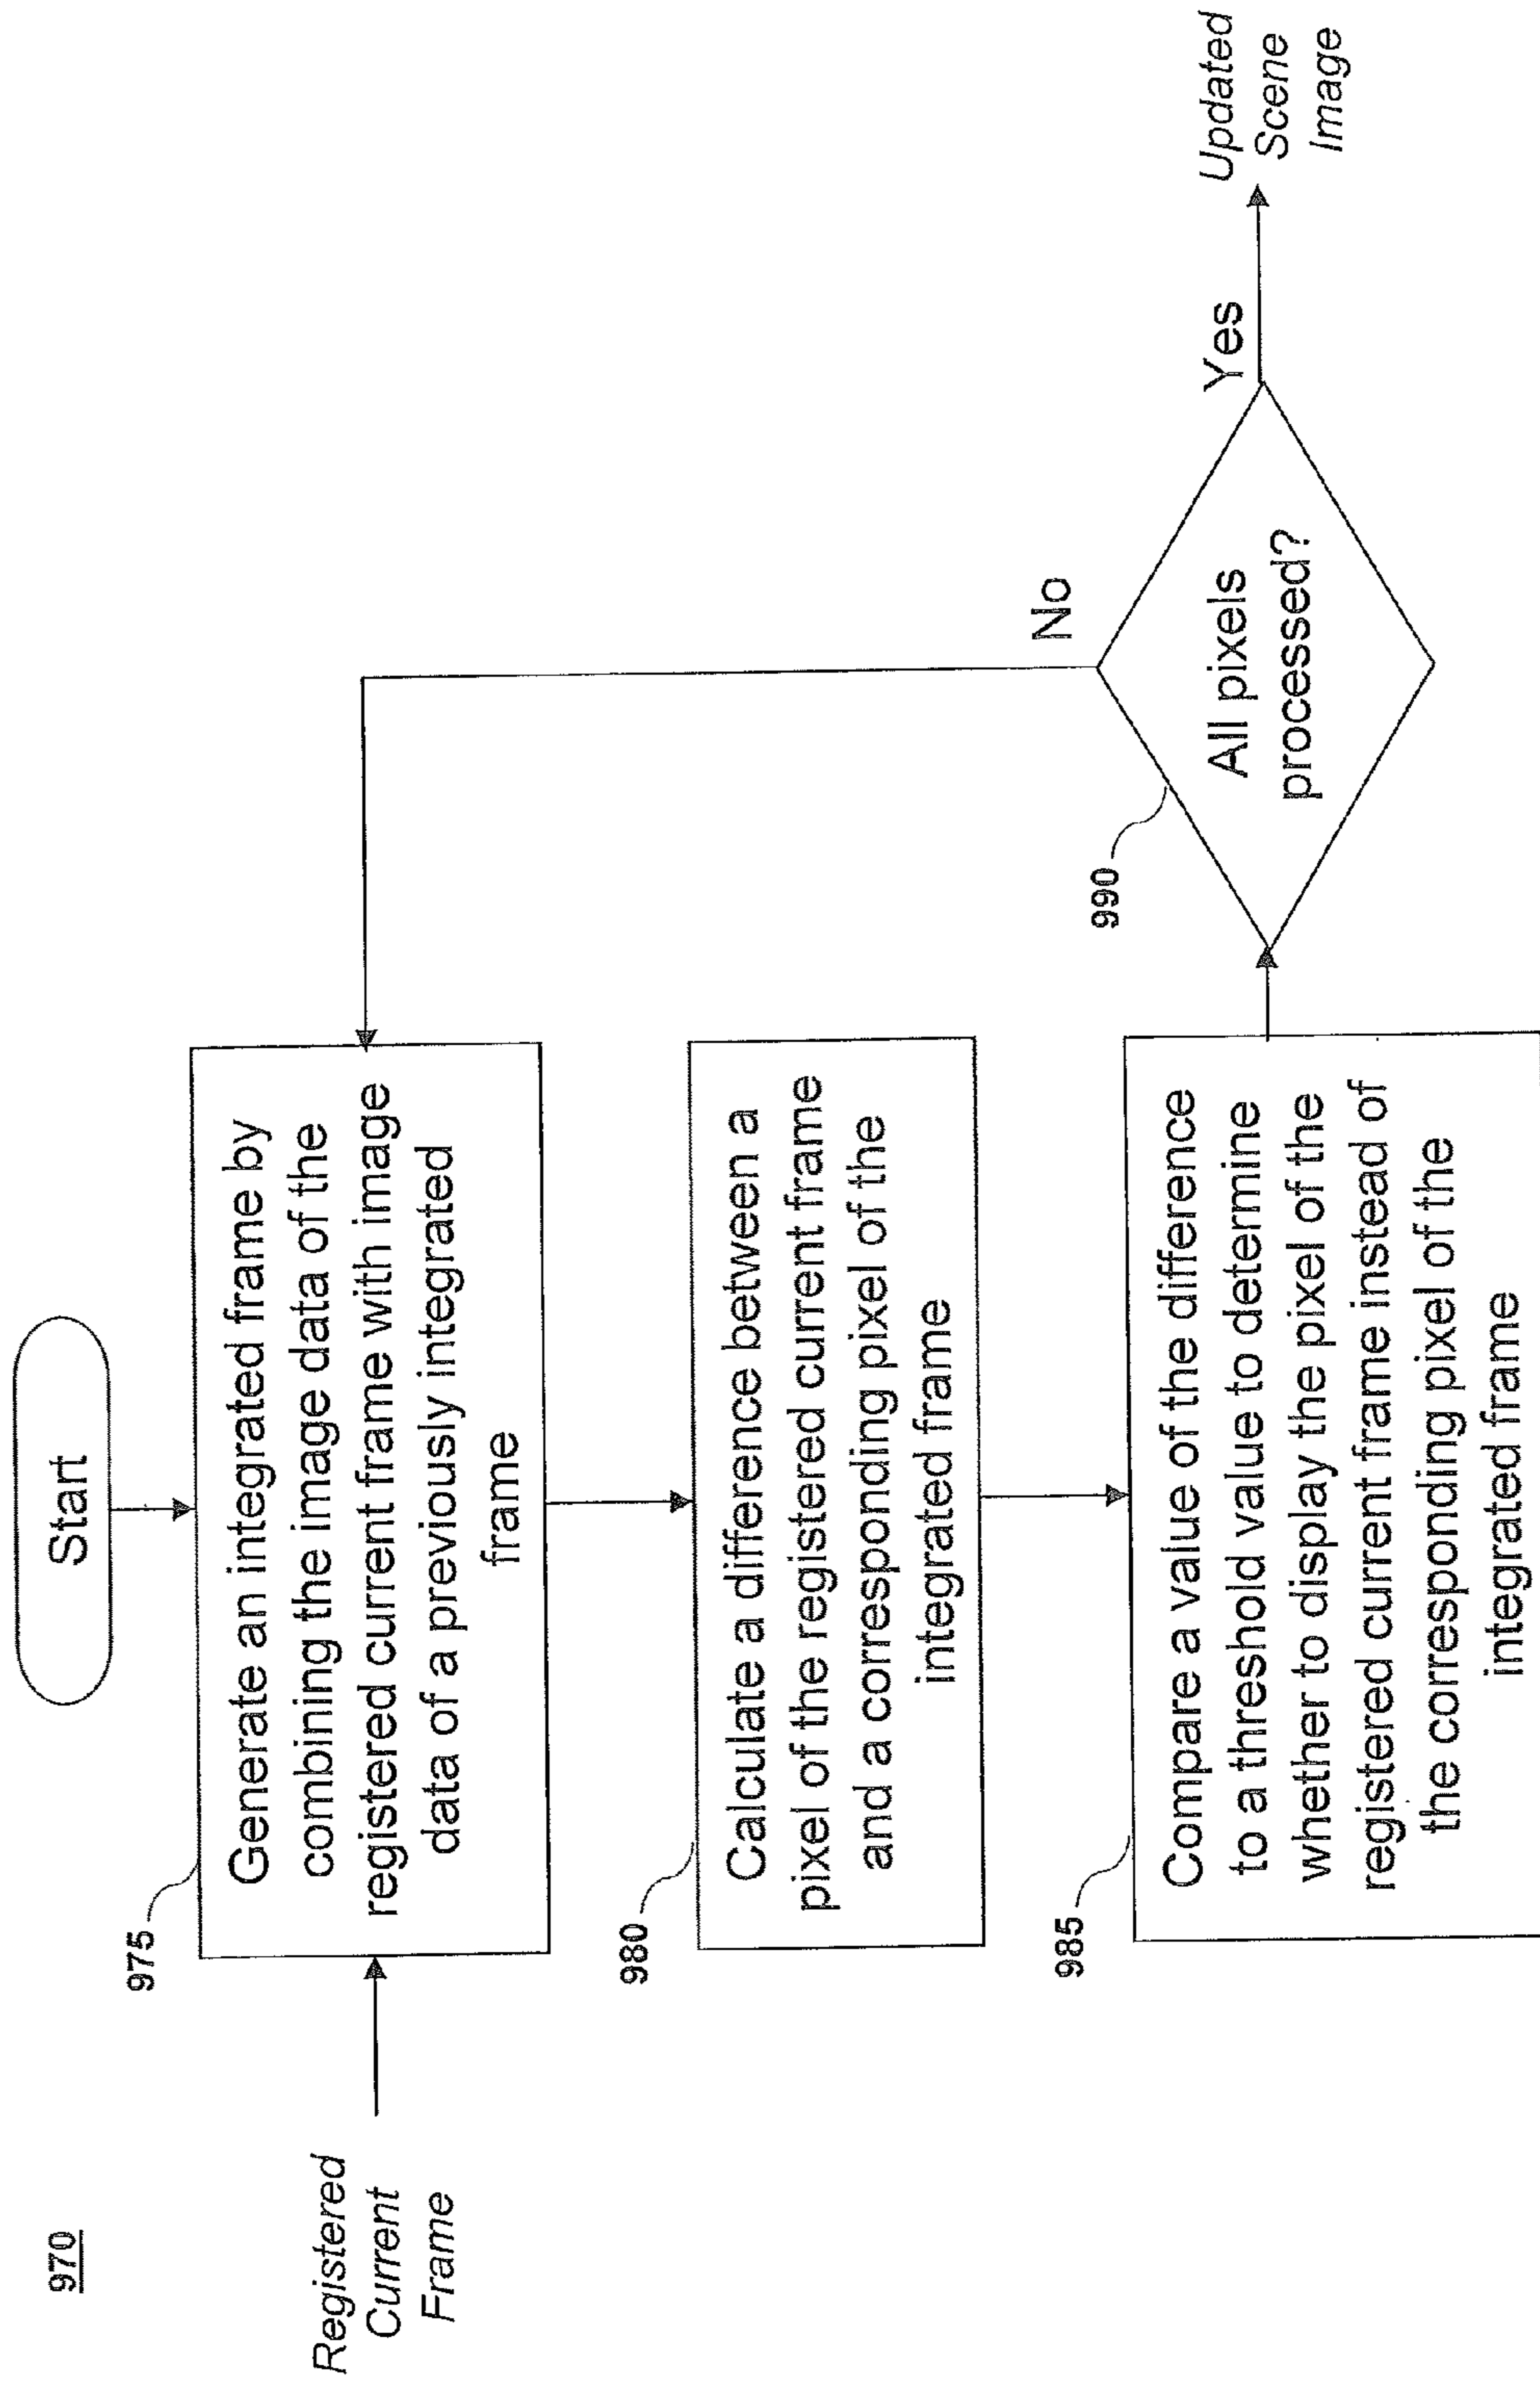 970
Start
Registered
Current
Frame
975
Generate an integrated frame by
combining the image data of the
registered current frame with image
data of a previously integrated
frame
980
Calculate a difference between a
pixel of the registered current frame
and a corresponding pixel of the
integrated frame
985
Compare a value of the difference
to a threshold value to determine
whether to display the pixel of the
registered current frame instead of
the corresponding pixel of the
integrated frame
990
All pixels
processed?
No
Yes
Updated
Scene
Image